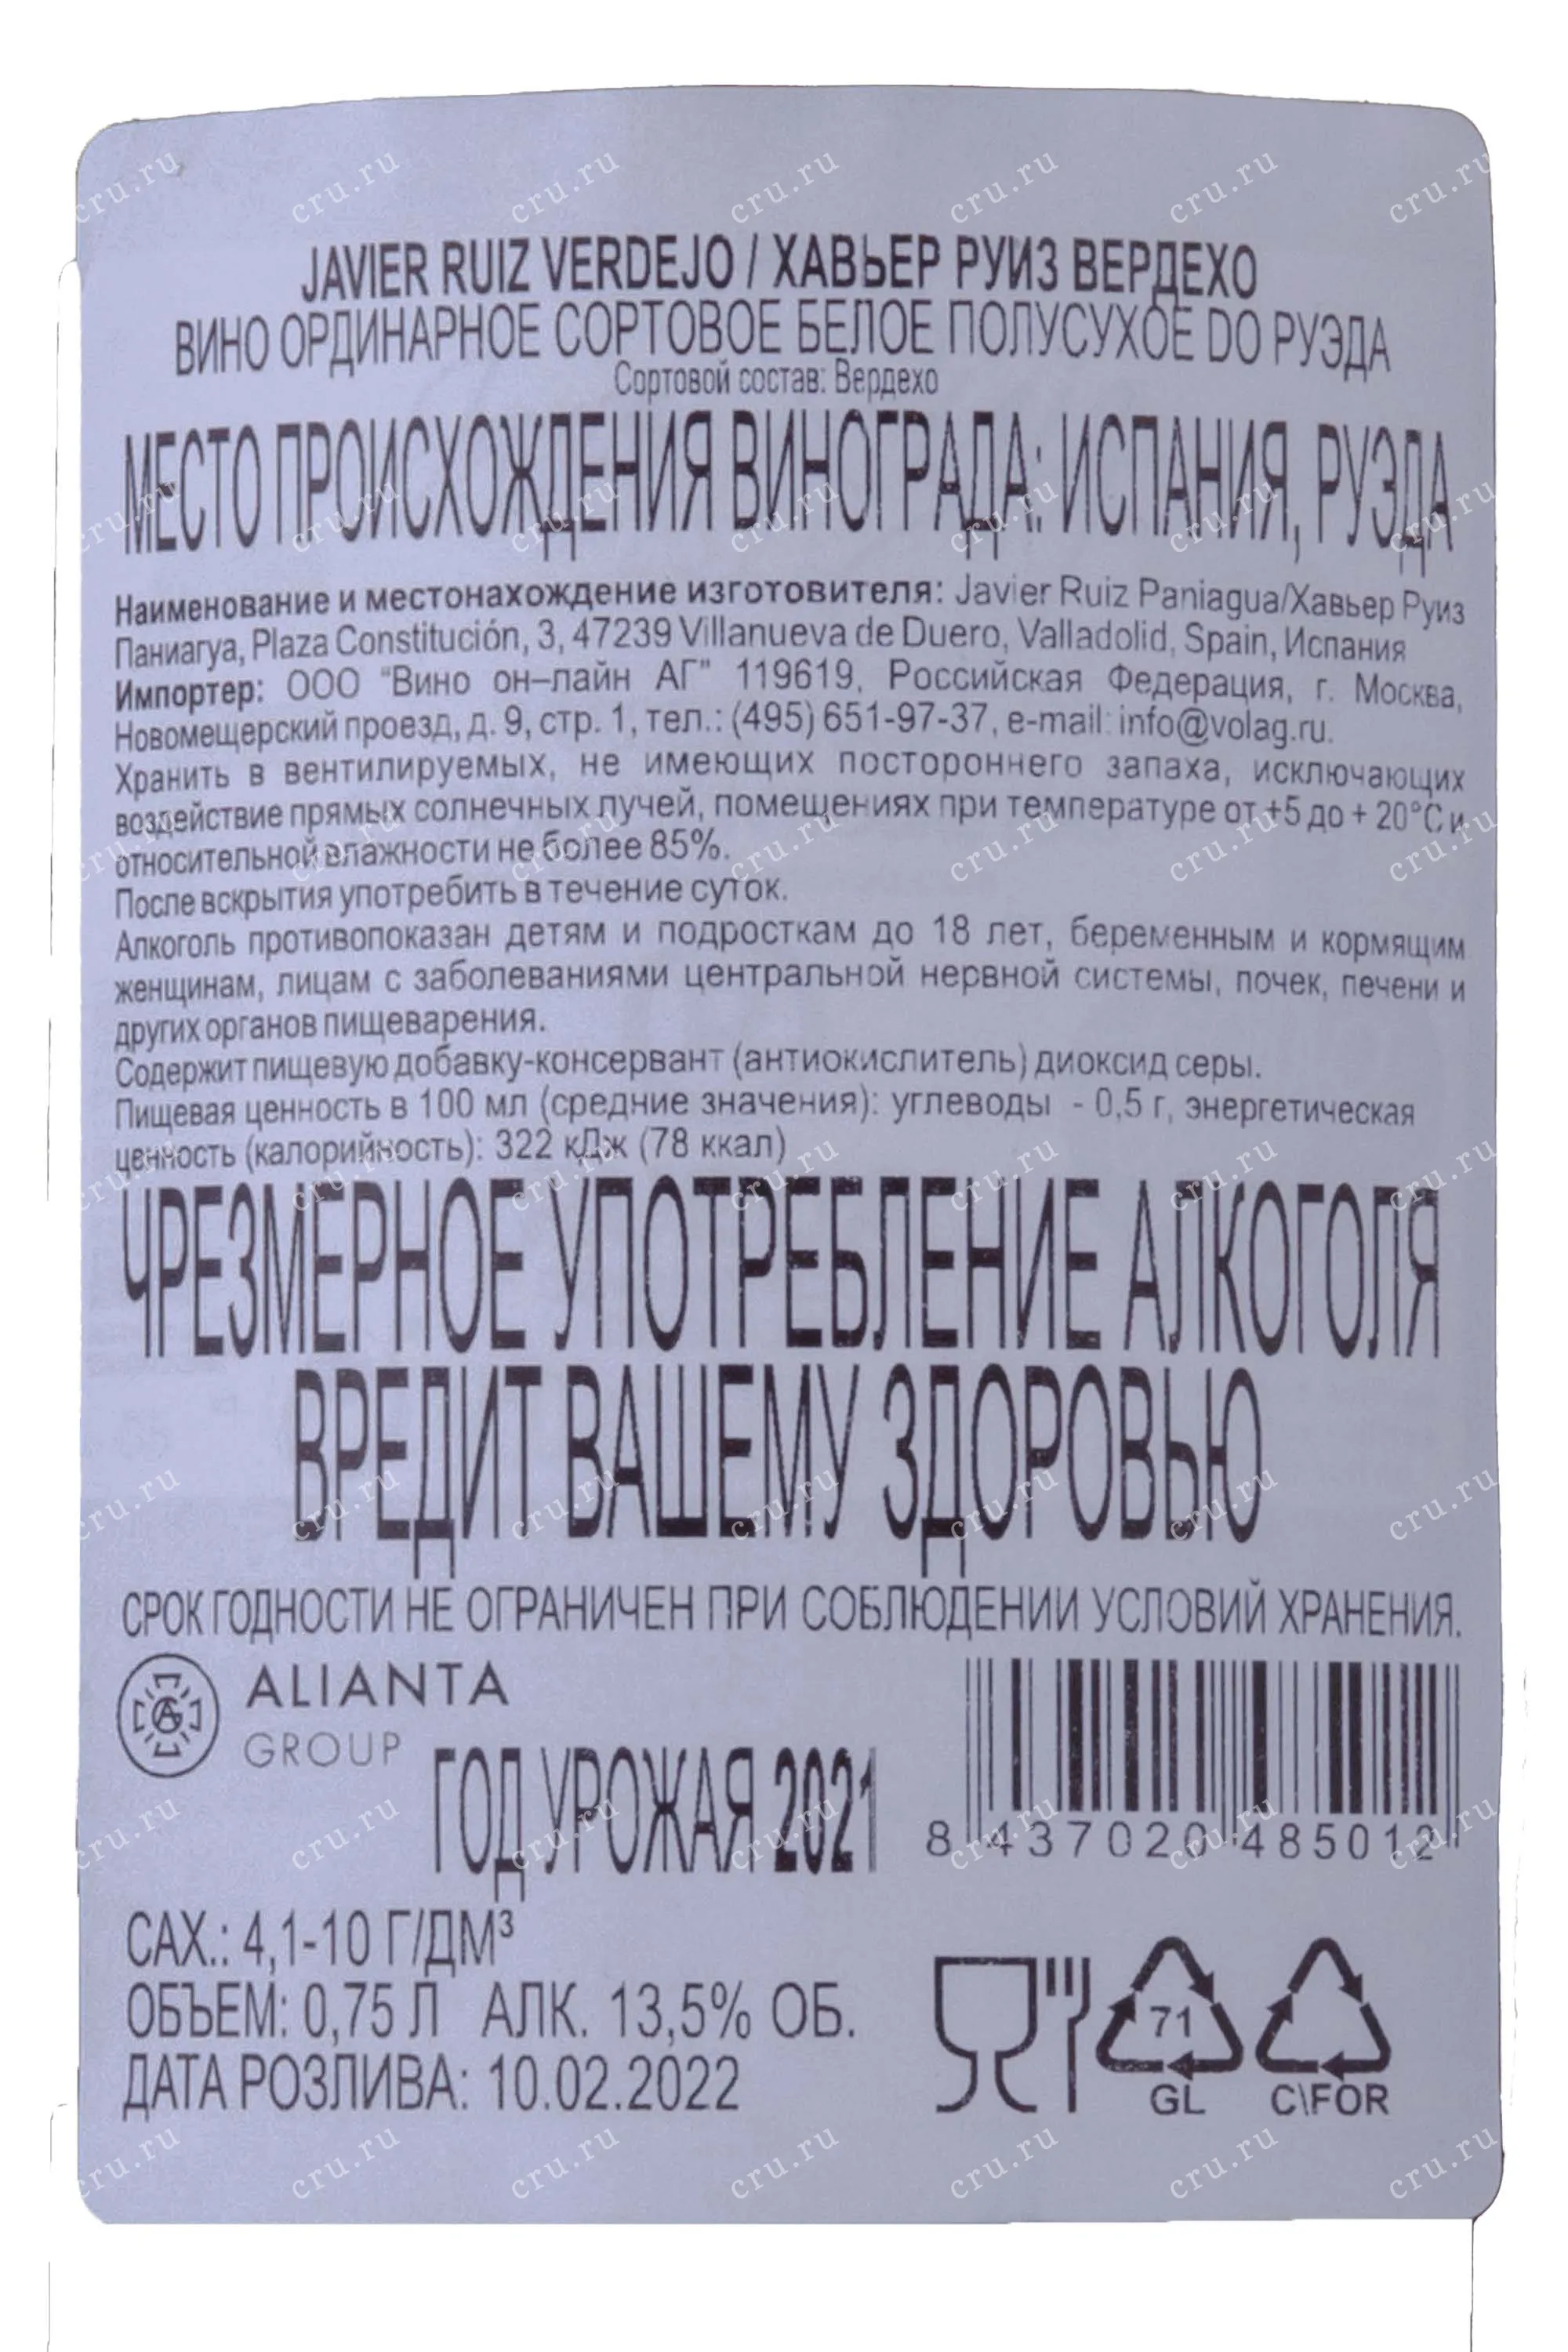 JAVIER RUIZ VERDEJO / ХАВЬЕР РУИЗ ВЕРДЕХО
ВИНО ОРДИНАРНОЕ СОРТОВОЕ БЕЛОЕ ПОЛУСУХОЕ DO РУЭДА
Сортовой состав: Вердехо
МЕСТО ПРОИСХОЖДЕНИЯ ВИНОГРАДА: ИСПАНИЯ, РУЭДА
Наименование и местонахождение изготовителя: Javier Ruiz Paniagua/Хавьер Руиз
Паниагуа, Plaza Constitución, 3, 47239 Villanueva de Duero, Valladolid, Spain, Испания
Импортер: ООО "Вино он–лайн АГ" 119619, Российская Федерация, г. Москва,
Новомещерский проезд, д. 9, стр. 1, тел.: (495) 651-97-37, e-mail: info@volag.ru.
Хранить в вентилируемых, не имеющих постороннего запаха, исключающих
воздействие прямых солнечных лучей, помещениях при температуре от +5 до + 20°С и
относительной влажности не более 85%.
После вскрытия употребить в течение суток.
Алкоголь противопоказан детям и подросткам до 18 лет, беременным и кормящим
женщинам, лицам с заболеваниями центральной нервной системы, почек, печени и
других органов пищеварения.
Содержит пищевую добавку-консервант (антиокислитель) диоксид серы.
Пищевая ценность в 100 мл (средние значения): углеводы - 0,5 г, энергетическая
ценность (калорийность): 322 кДж (78 ккал)
ЧРЕЗМЕРНОЕ УПОТРЕБЛЕНИЕ АЛКОГОЛЯ
ВРЕДИТ ВАШЕМУ ЗДОРОВЬЮ
СРОК ГОДНОСТИ НЕ ОГРАНИЧЕН ПРИ СОБЛЮДЕНИИ УСЛОВИЙ ХРАНЕНИЯ.
ALIANTA
GROUP
ГОД УРОЖАЯ 2021
8 437020 485012
САХ.: 4,1-10 Г/ДМ³
ОБЪЕМ: 0,75 Л АЛК. 13,5% ОБ.
ДАТА РОЗЛИВА: 10.02.2022
71
GL
C\FOR
cru.ru